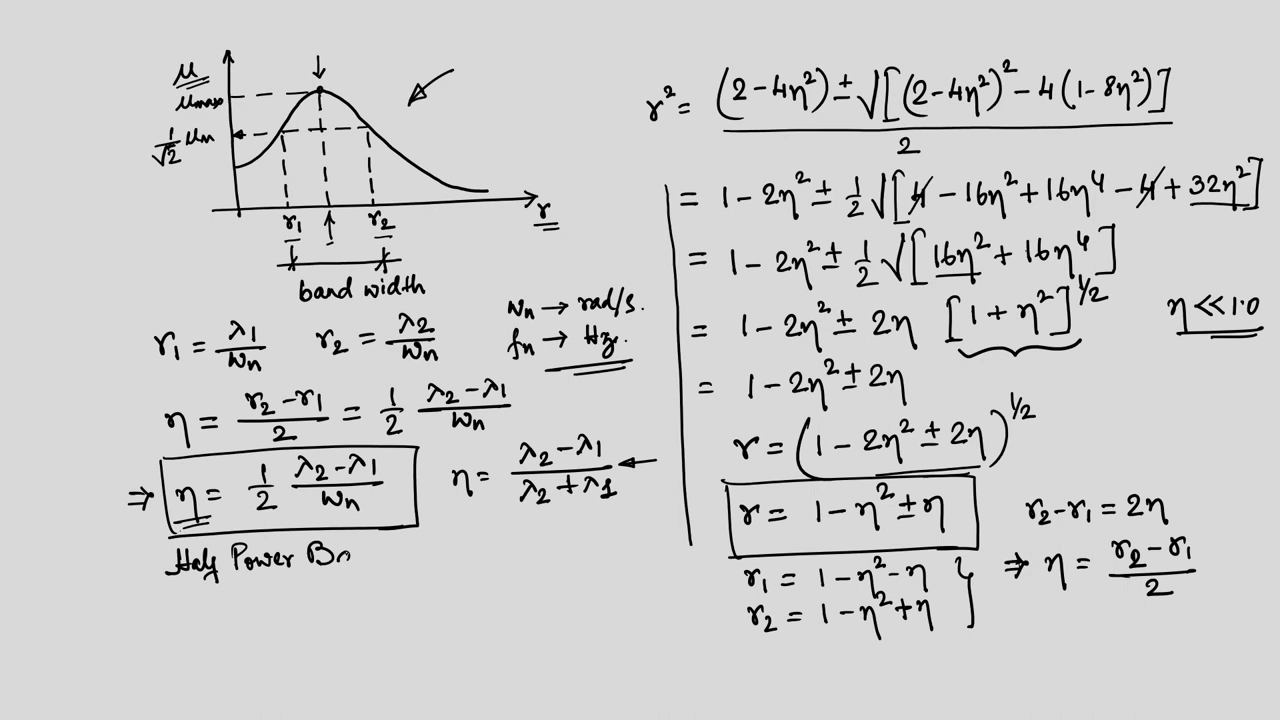 μ
μmax
1/√2 μn
r1 r2 r
band width
ωn → rad/s.
fn → Hz.
r1 = λ1/ωn r2 = λ2/ωn
η = (r2 - r1)/2 = 1/2 (λ2 - λ1)/ωn
⇒ η = 1/2 (λ2 - λ1)/ωn
η = (λ2 - λ1)/(λ2 + λ1) ←
Half Power
r² = ((2 - 4η²) ± √[(2 - 4η²)² - 4(1 - 8η²)])/2
= 1 - 2η² ± 1/2 √[4 - 16η² + 16η⁴ - 4 + 32η²]
= 1 - 2η² ± 1/2 √[16η² + 16η⁴]
= 1 - 2η² ± 2η [1 + η²]^1/2 η << 1.0
= 1 - 2η² ± 2η
r = (1 - 2η² ± 2η)^1/2
r = 1 - η² ± η
r1 = 1 - η² - η
r2 = 1 - η² + η
r2 - r1 = 2η
⇒ η = (r2 - r1)/2